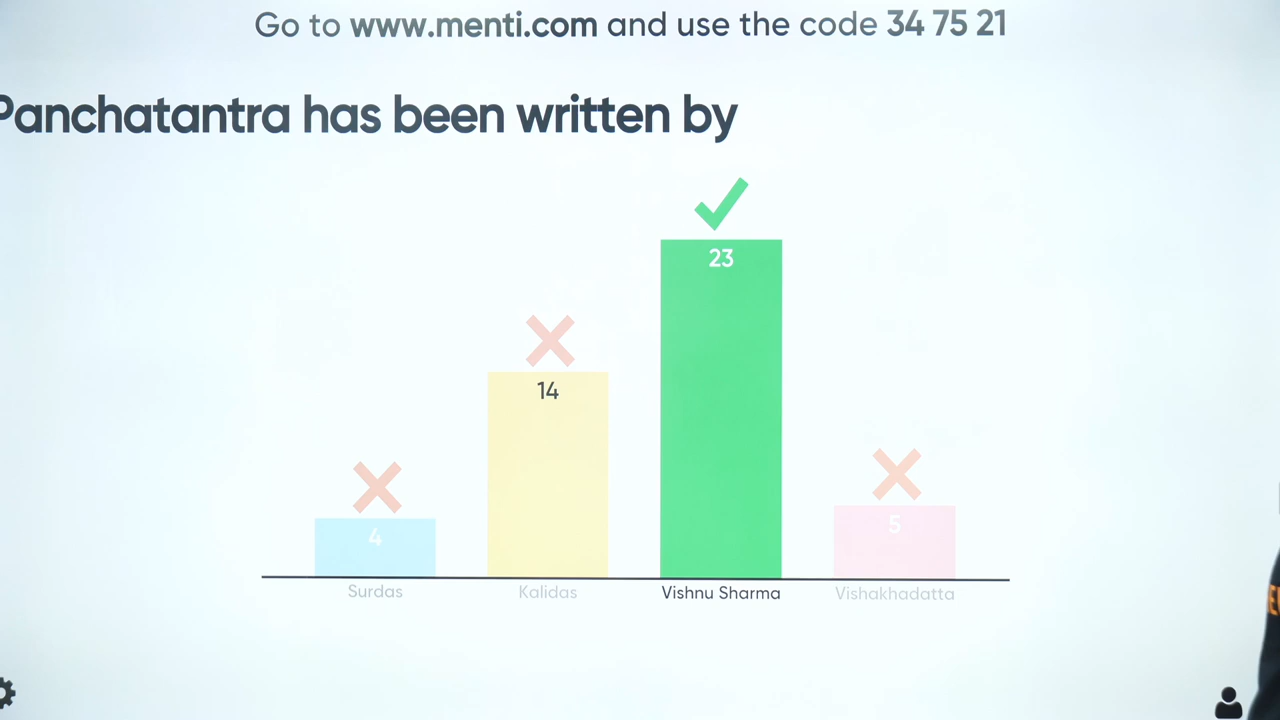 Go to www.menti.com and use the code 34 75 21
Panchatantra has been written by
23
14
4
5
Surdas Kalidas Vishnu Sharma Vishakhadatta